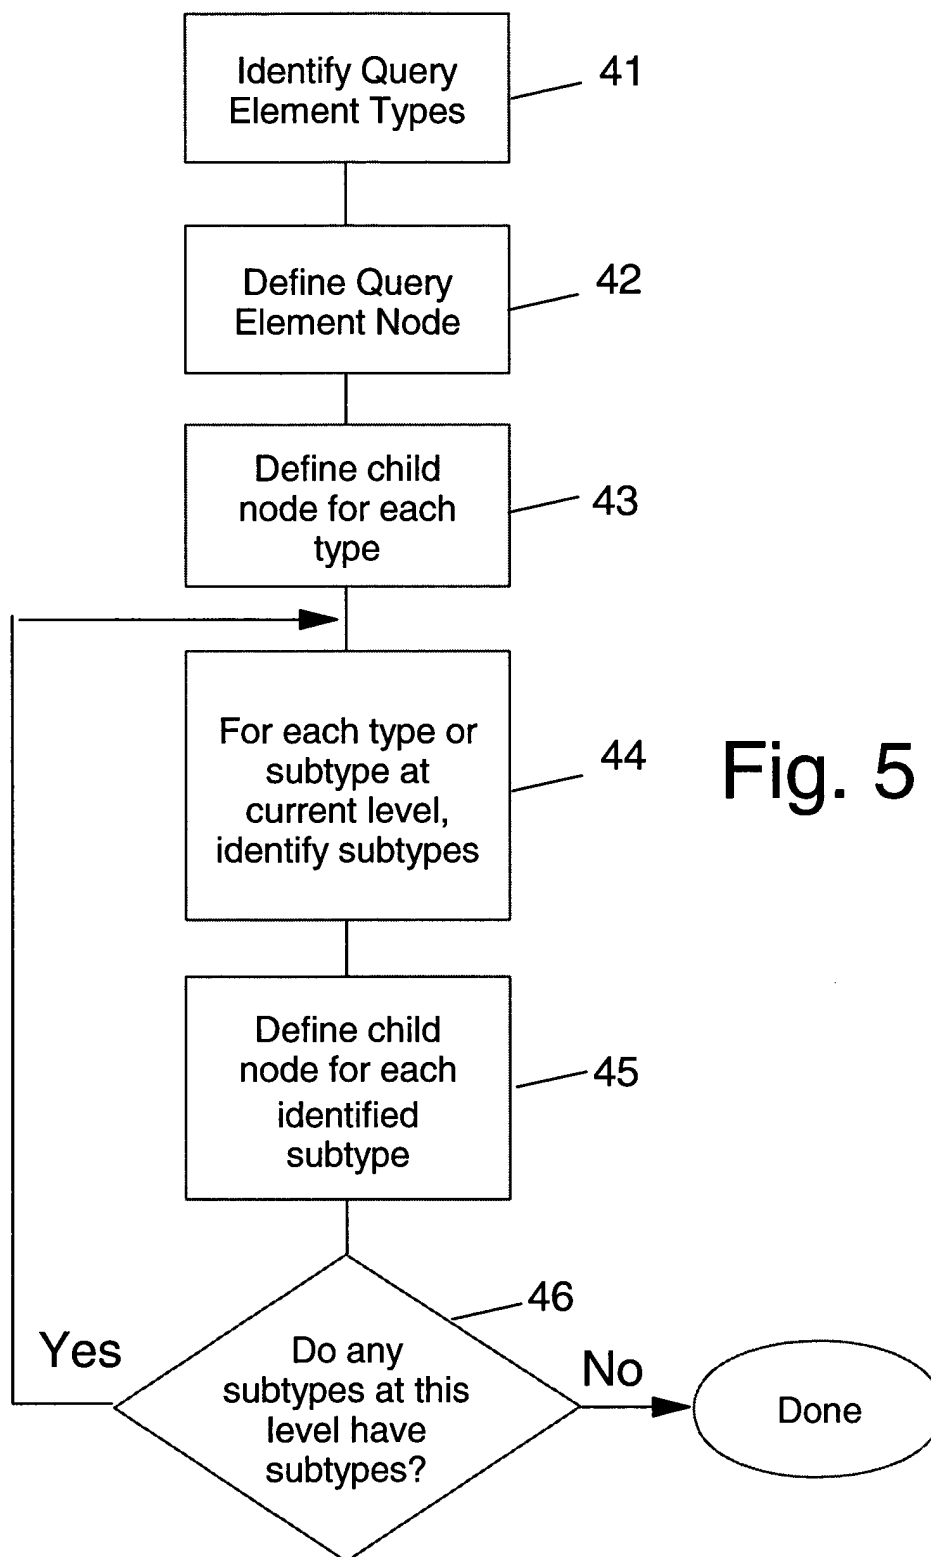 Identify Query
Element Types
41
Define Query
Element Node
42
Define child
node for each
type
43
For each type or
subtype at
current level,
identify subtypes
44
Fig. 5
Define child
node for each
identified
subtype
45
46
Yes
Do any
subtypes at this
level have
subtypes?
No
Done